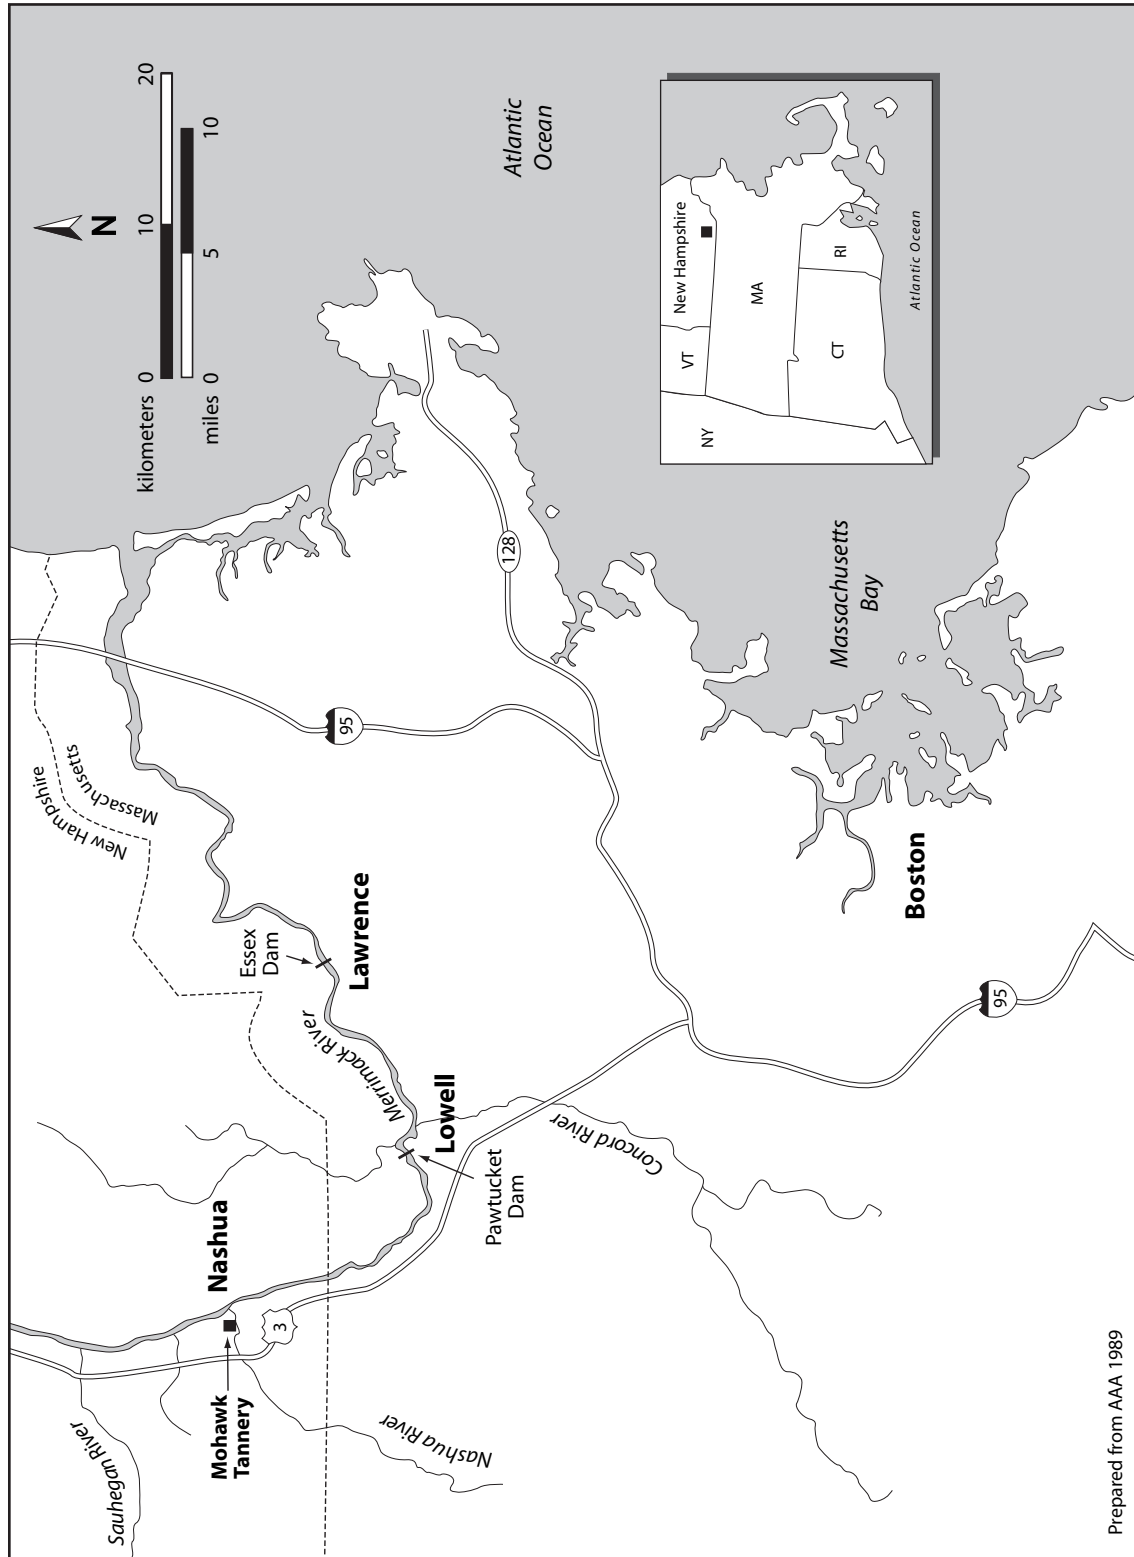 Sauhegan River
New Hampshire
Massachusetts
kilometers 0 10 20
miles 0 5 10
N
Mohawk
Tannery
Nashua
Essex
Dam
Lawrence
3
95
Merrimack River
Nashua River
Lowell
Pawtucket
Dam
128
Atlantic
Ocean
Concord River
New Hampshire
VT
NY
MA
CT
RI
Atlantic Ocean
Massachusetts
Bay
Boston
95
Prepared from AAA 1989